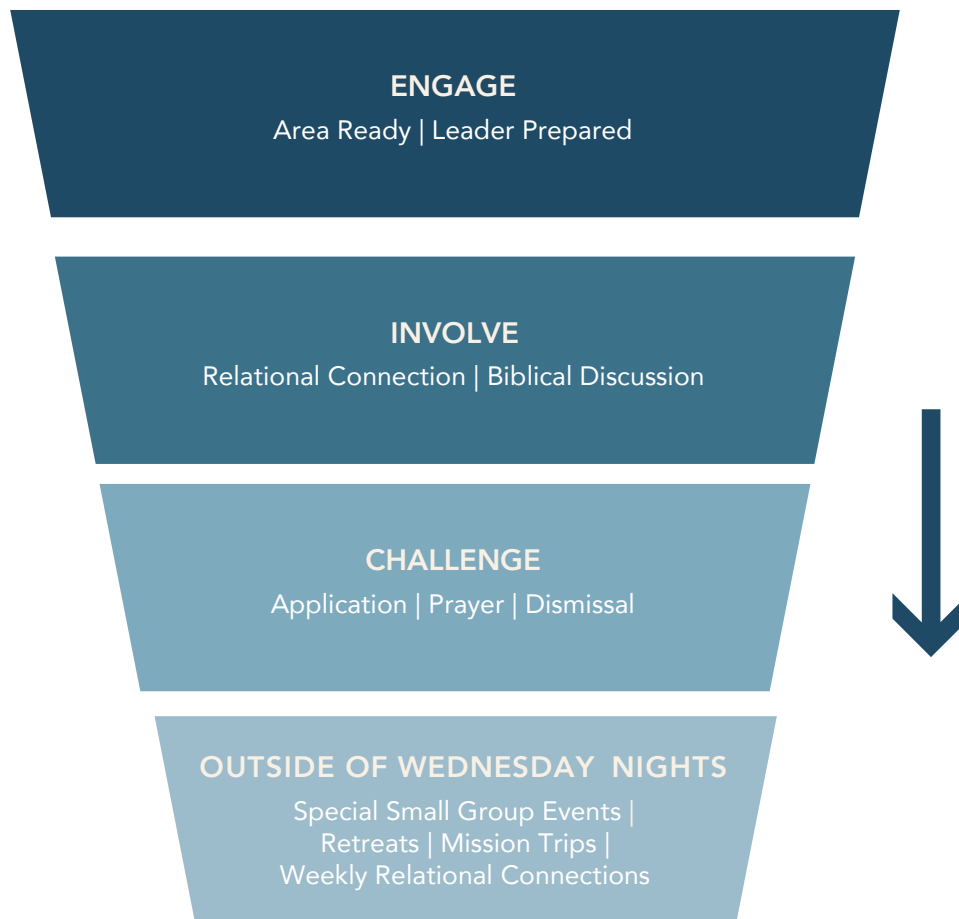 ENGAGE
Area Ready | Leader Prepared
INVOLVE
Relational Connection | Biblical Discussion
CHALLENGE
Application | Prayer | Dismissal
OUTSIDE OF WEDNESDAY NIGHTS
Special Small Group Events |
Retreats | Mission Trips |
Weekly Relational Connections